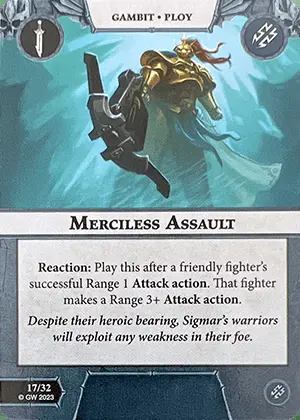 GAMBIT • PLOY
MERCILESS ASSAULT
Reaction: Play this after a friendly fighter's
successful Range 1 Attack action. That fighter
makes a Range 3+ Attack action.
Despite their heroic bearing, Sigmar's warriors
will exploit any weakness in their foe.
17/32
© GW 2023